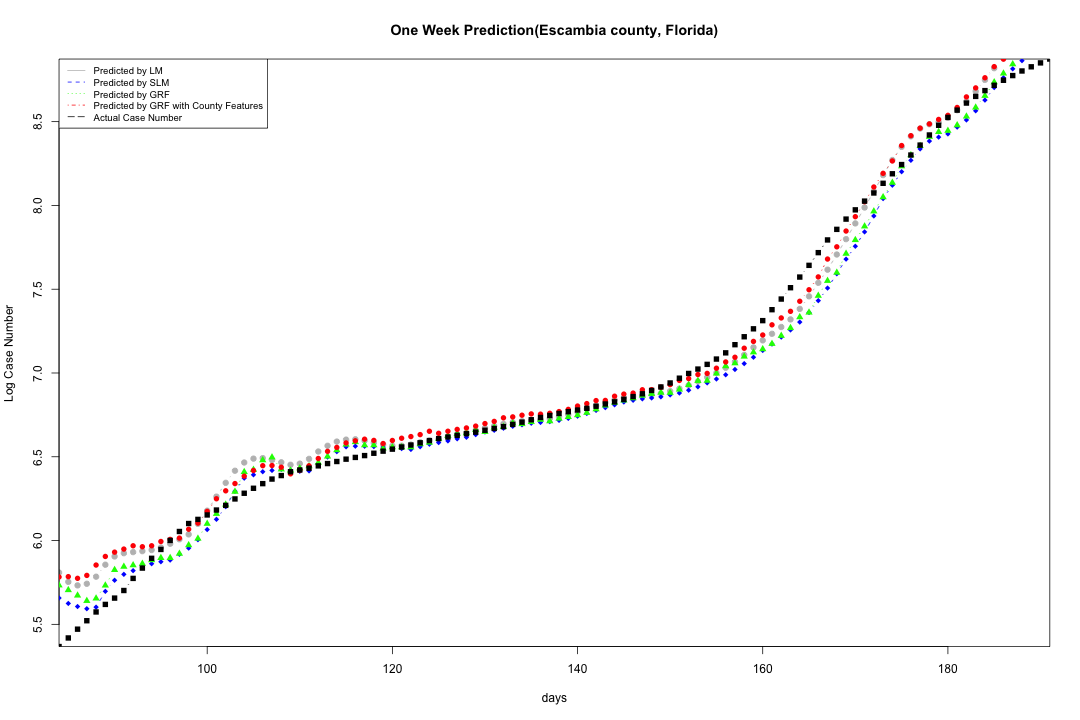 One Week Prediction(Escambia county, Florida)
Predicted by LM
Predicted by SLM
Predicted by GRF
Predicted by GRF with County Features
Actual Case Number
Log Case Number
8.5
8.0
7.5
7.0
6.5
6.0
5.5
100 120 140 160 180
days